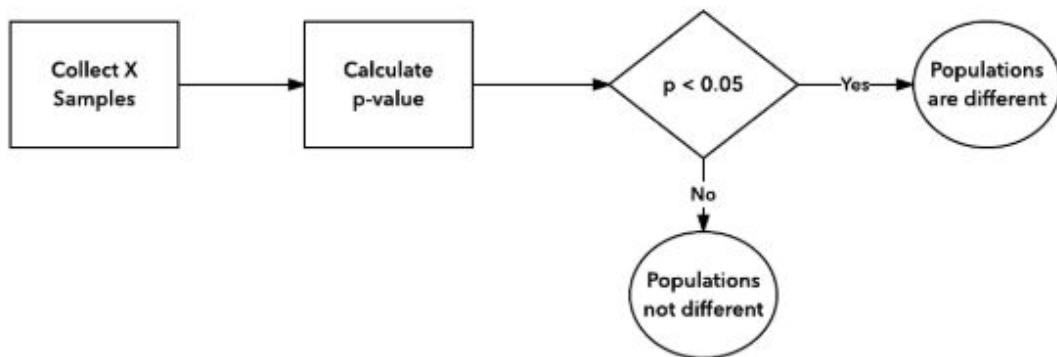 Collect X
Samples
Calculate
p-value
p < 0.05
Yes
Populations
are different
No
Populations
not different